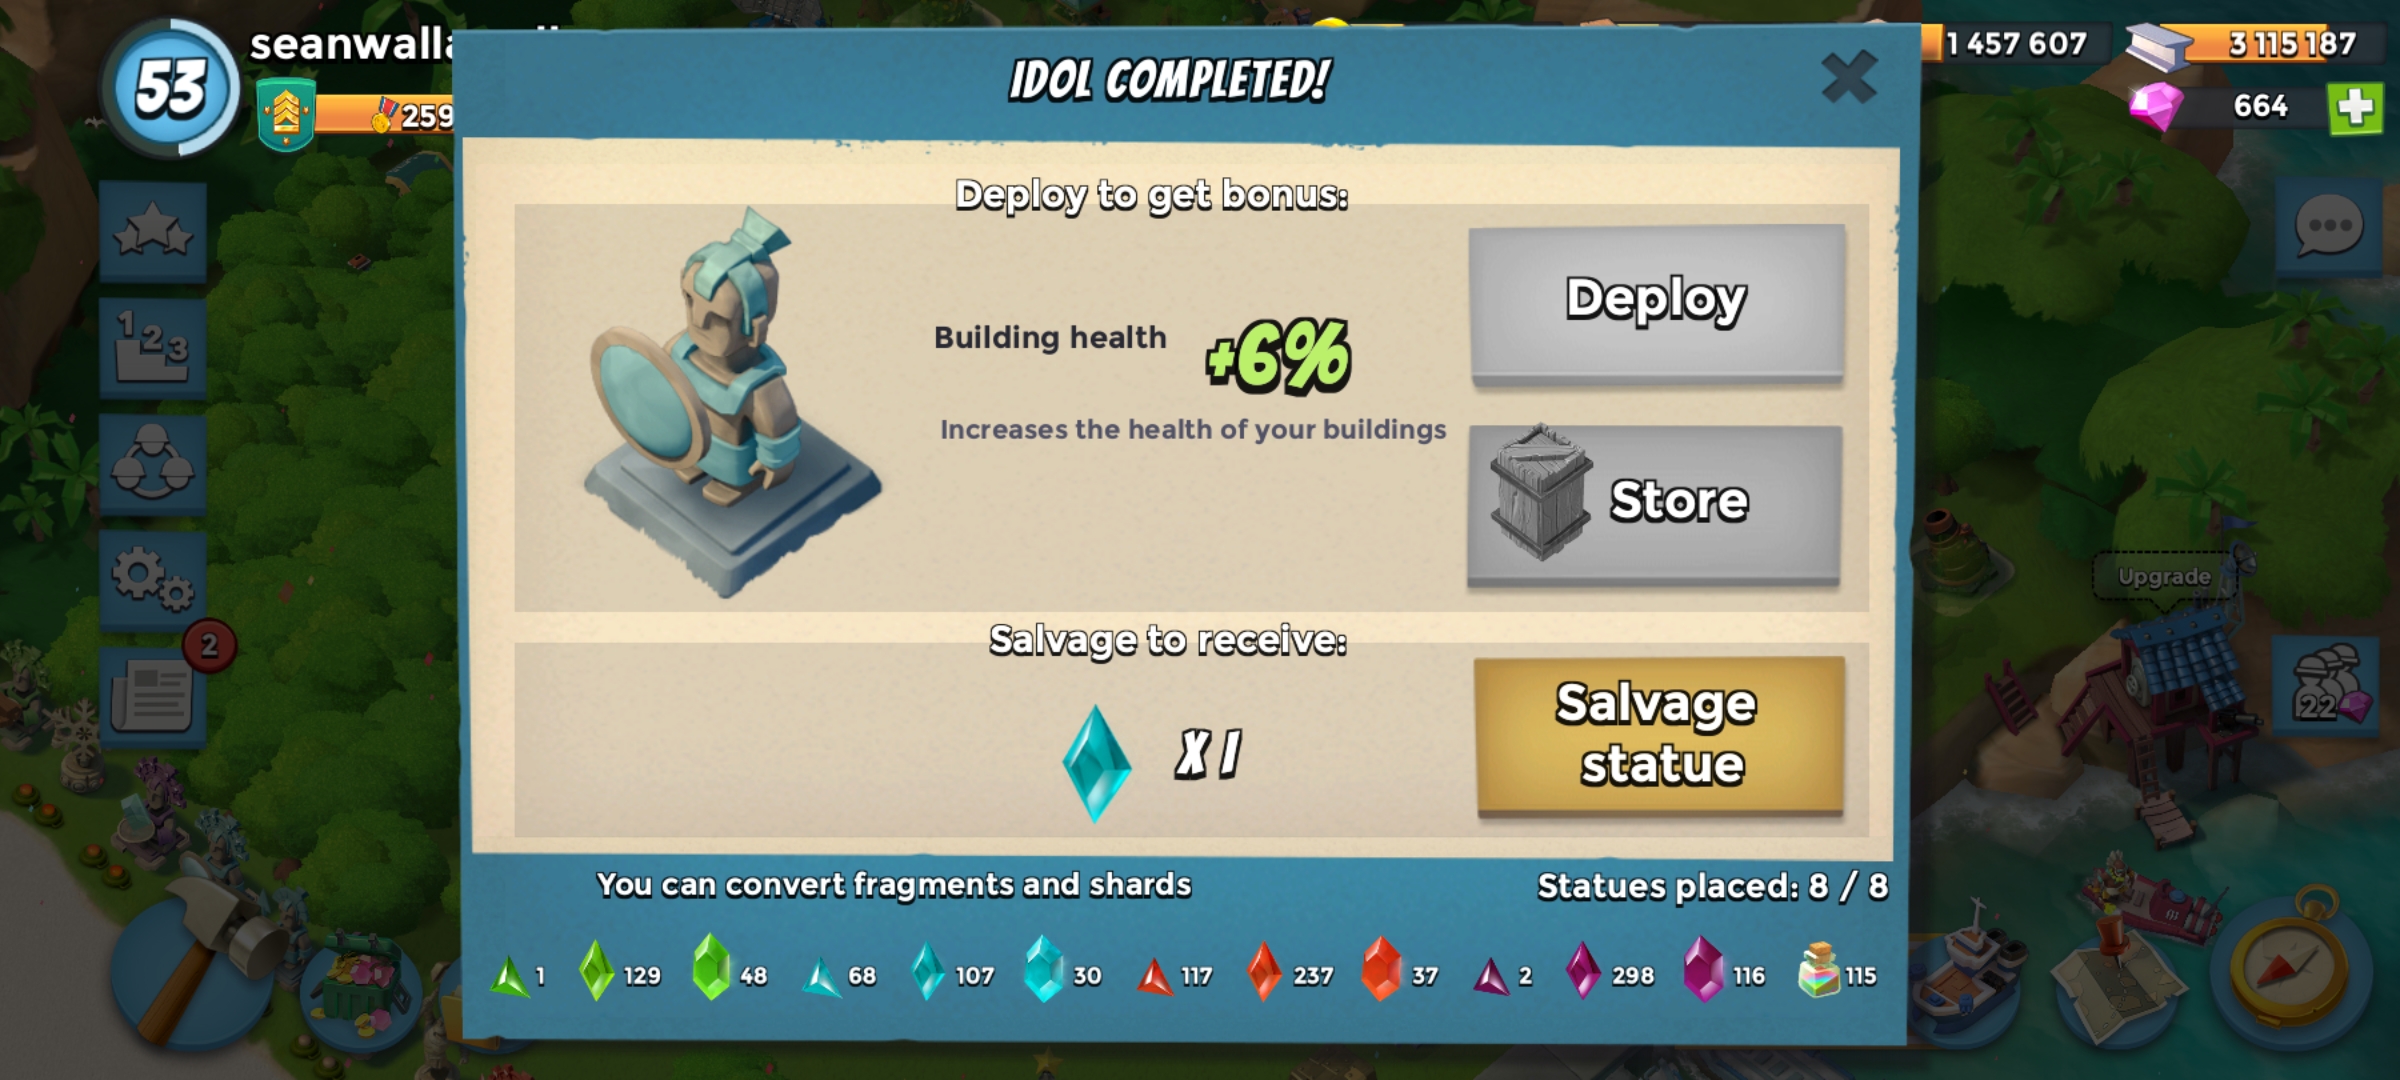 53
IDOL COMPLETED!
1 457 607
3 115 187
259
664
Deploy to get bonus:
Deploy
Building health
+6%
Increases the health of your buildings
Store
1 2 3
Upgrade
2
Salvage to receive:
X 1
Salvage
statue
22
You can convert fragments and shards
Statues placed: 8 / 8
1
129
48
68
107
30
117
237
37
2
298
116
115